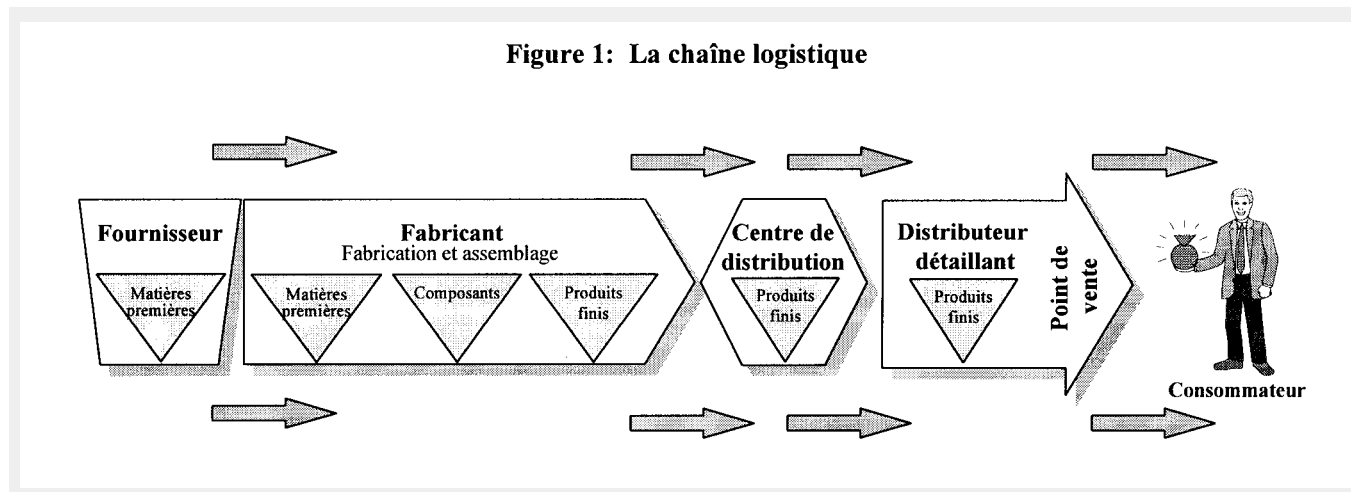 Figure 1: La chaîne logistique
Fournisseur
Matières
premières
Fabricant
Fabrication et assemblage
Matières
premières
Composants
Produits
finis
Centre de
distribution
Produits
finis
Distributeur
détaillant
Produits
finis
Point de
vente
Consommateur